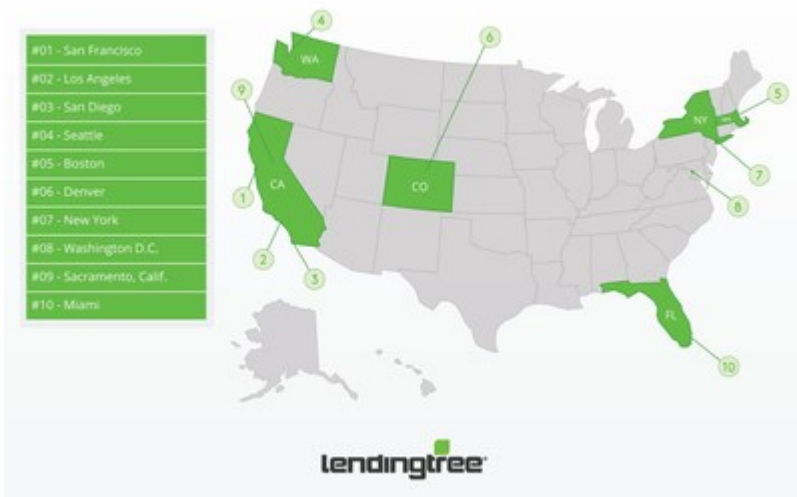 #01 - San Francisco
#02 - Los Angeles
#03 - San Diego
#04 - Seattle
#05 - Boston
#06 - Denver
#07 - New York
#08 - Washington D.C.
#09 - Sacramento, Calif.
#10 - Miami
4
6
WA
9
5
NY
CA
CO
7
1
8
2
3
FL
10
lendingtree